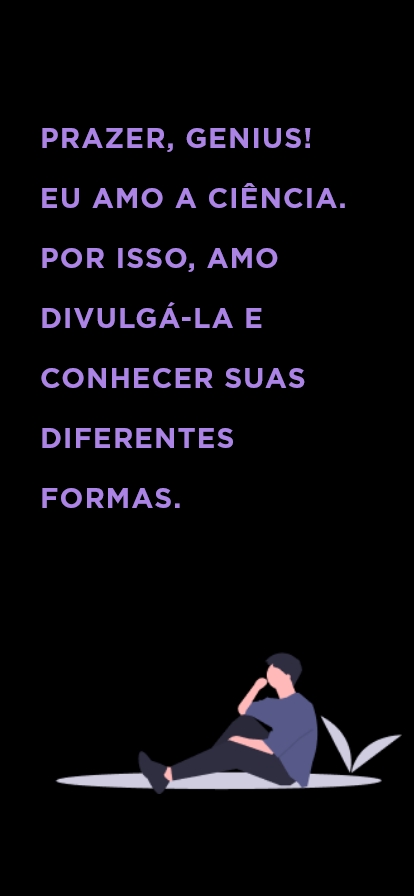 PRAZER, GENIUS!
EU AMO A CIÊNCIA.
POR ISSO, AMO
DIVULGÁ-LA E
CONHECER SUAS
DIFERENTES
FORMAS.